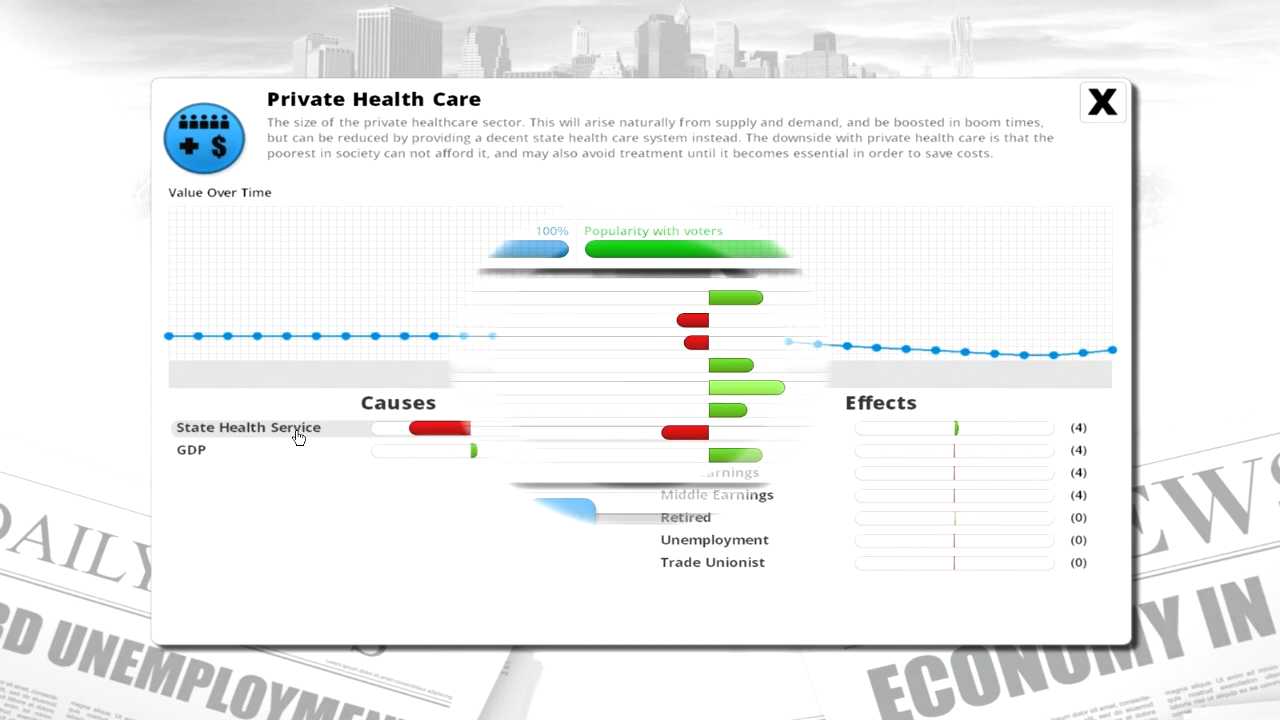 Private Health Care
The size of the private healthcare sector. This will arise naturally from supply and demand, and be boosted in boom times,
but can be reduced by providing a decent state health care system instead. The downside with private health care is that the
poorest in society can not afford it, and may also avoid treatment until it becomes essential in order to save costs.
X
Value Over Time
100% Popularity with voters
Causes
Effects
State Health Service
(4)
GDP
(4)
Earnings
(4)
Middle Earnings
(4)
Retired
(0)
Unemployment
(0)
Trade Unionist
(0)
DAILY
NEWS
UNEMPLOYMEN
ECONOMY IN